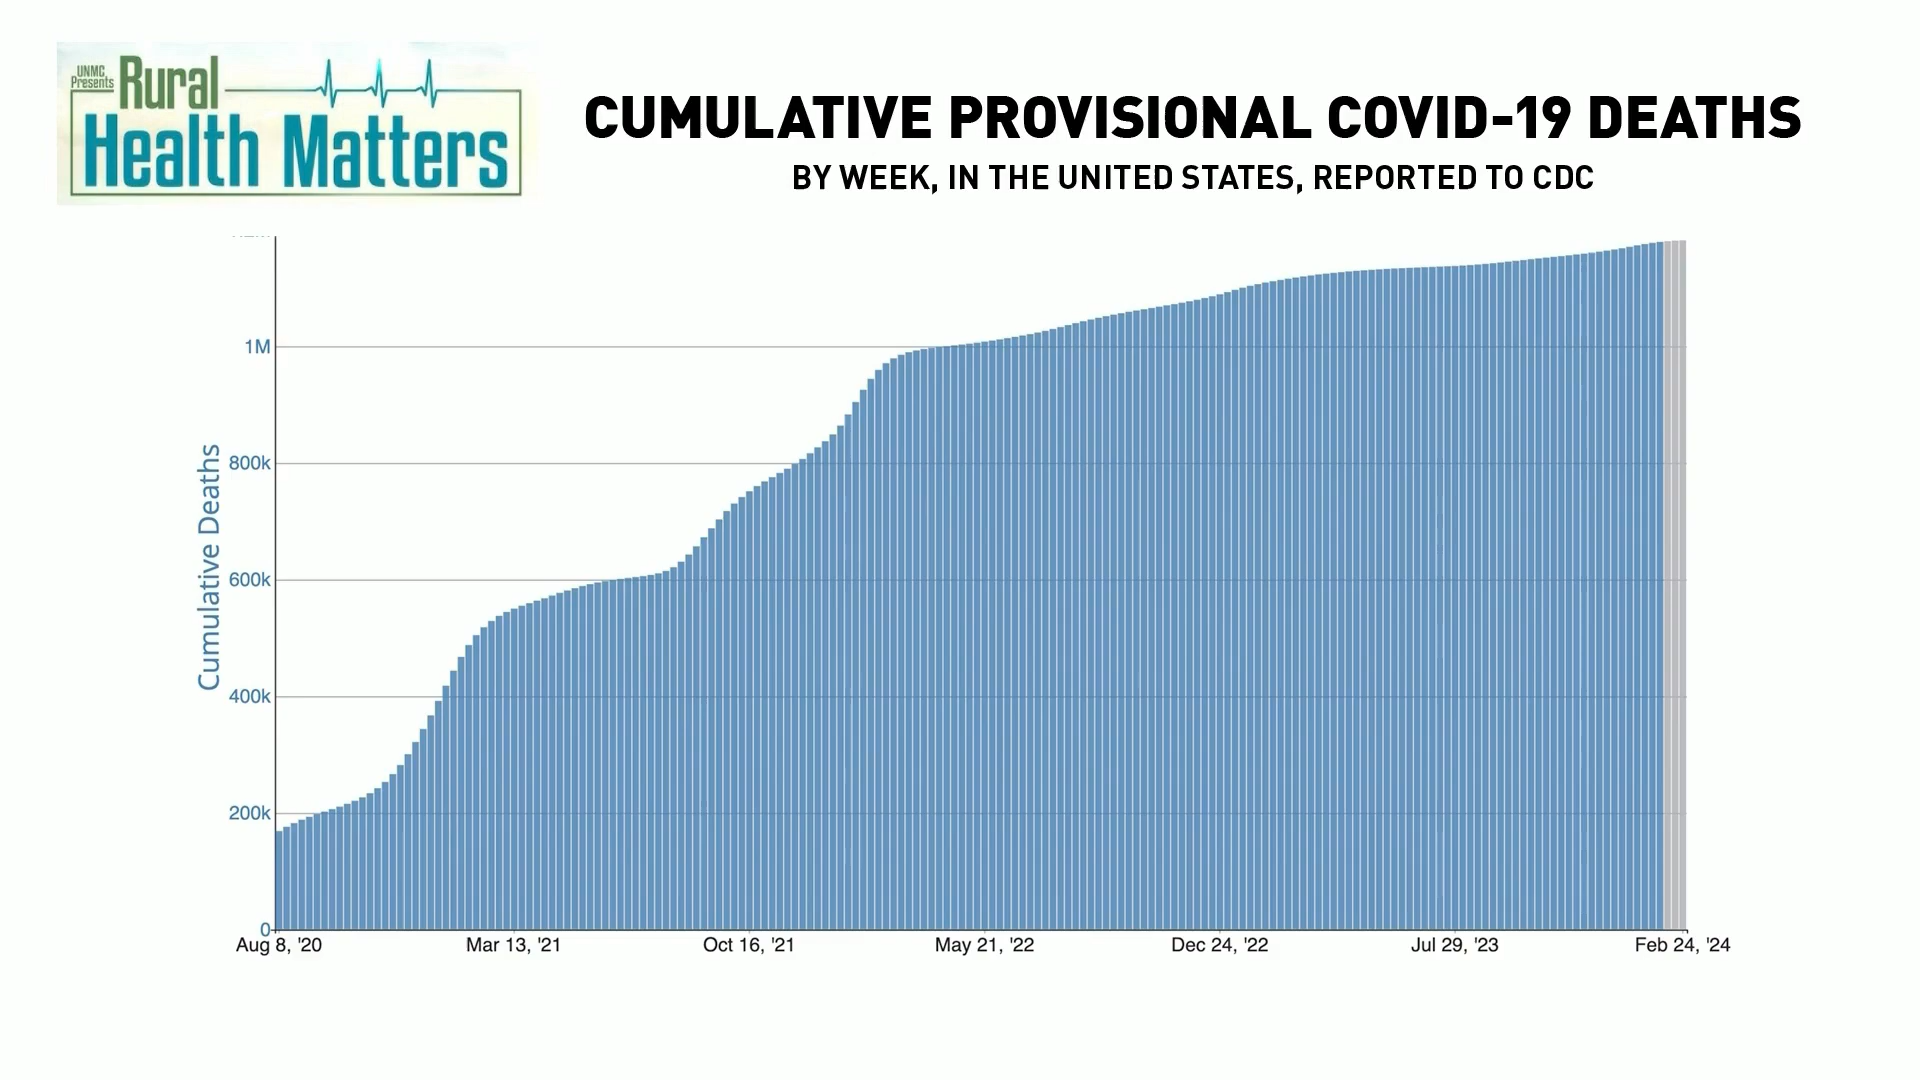 UNMC
Presents
Rural
Health Matters
CUMULATIVE PROVISIONAL COVID-19 DEATHS
BY WEEK, IN THE UNITED STATES, REPORTED TO CDC
Cumulative Deaths
1M
800k
600k
400k
200k
0
Aug 8, '20 Mar 13, '21 Oct 16, '21 May 21, '22 Dec 24, '22 Jul 29, '23 Feb 24, '24